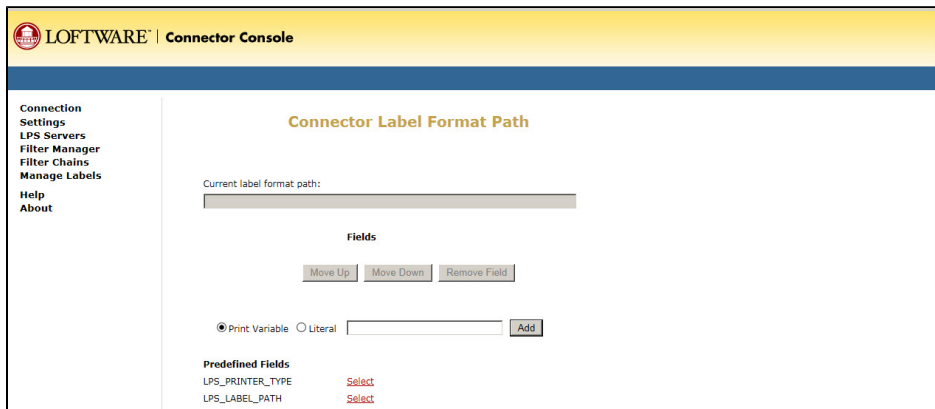 LOFTWARE™ | Connector Console
Connection
Settings
LPS Servers
Filter Manager
Filter Chains
Manage Labels
Help
About
Connector Label Format Path
Current label format path:
Fields
Move Up Move Down Remove Field
Print Variable Literal Add
Predefined Fields
LPS_PRINTER_TYPE Select
LPS_LABEL_PATH Select